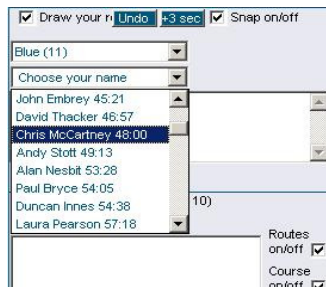 Draw your r Undo +3 sec Snap on/off
Blue (11)
Choose your name
John Embrey 45:21
David Thacker 46:57
Chris McCartney 48:00
Andy Stott 49:13
Alan Nesbit 53:28
Paul Bryce 54:05
Duncan Innes 54:38
Laura Pearson 57:18
10)
Routes
on/off
Course
on/off